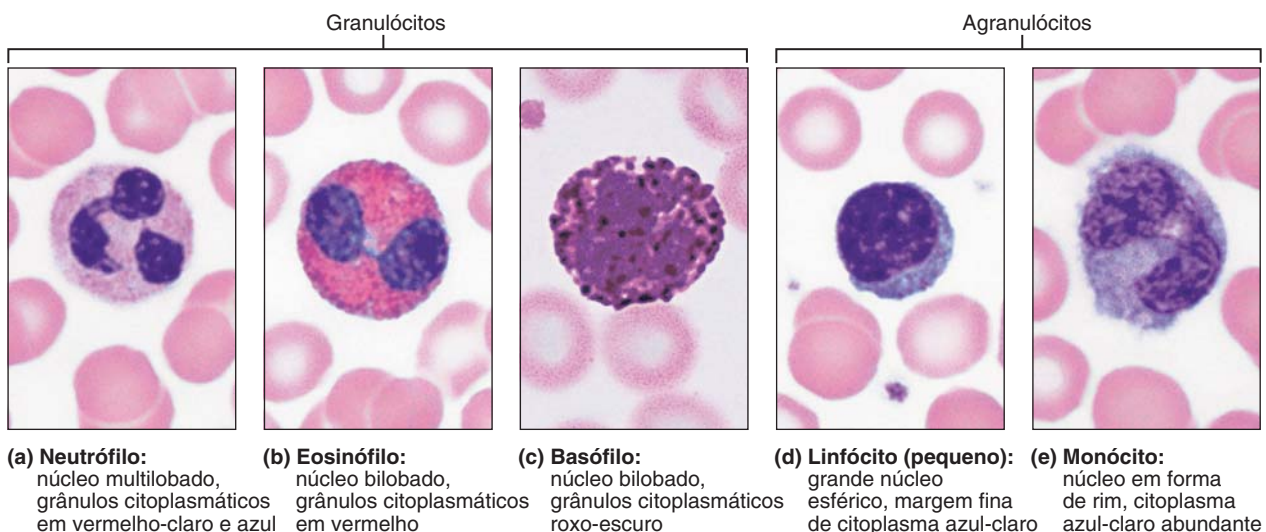 Granulócitos
Agranulócitos
(a) Neutrófilo:
núcleo multilobado,
grânulos citoplasmáticos
em vermelho-claro e azul
(b) Eosinófilo:
núcleo bilobado,
grânulos citoplasmáticos
em vermelho
(c) Basófilo:
núcleo bilobado,
grânulos citoplasmáticos
roxo-escuro
(d) Linfócito (pequeno):
grande núcleo
esférico, margem fina
de citoplasma azul-claro
(e) Monócito:
núcleo em forma
de rim, citoplasma
azul-claro abundante